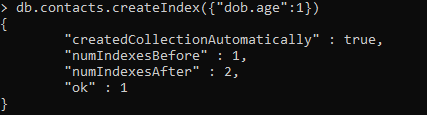 > db.contacts.createIndex({"dob.age":1})
{
        "createdCollectionAutomatically" : true,
        "numIndexesBefore" : 1,
        "numIndexesAfter" : 2,
        "ok" : 1
}